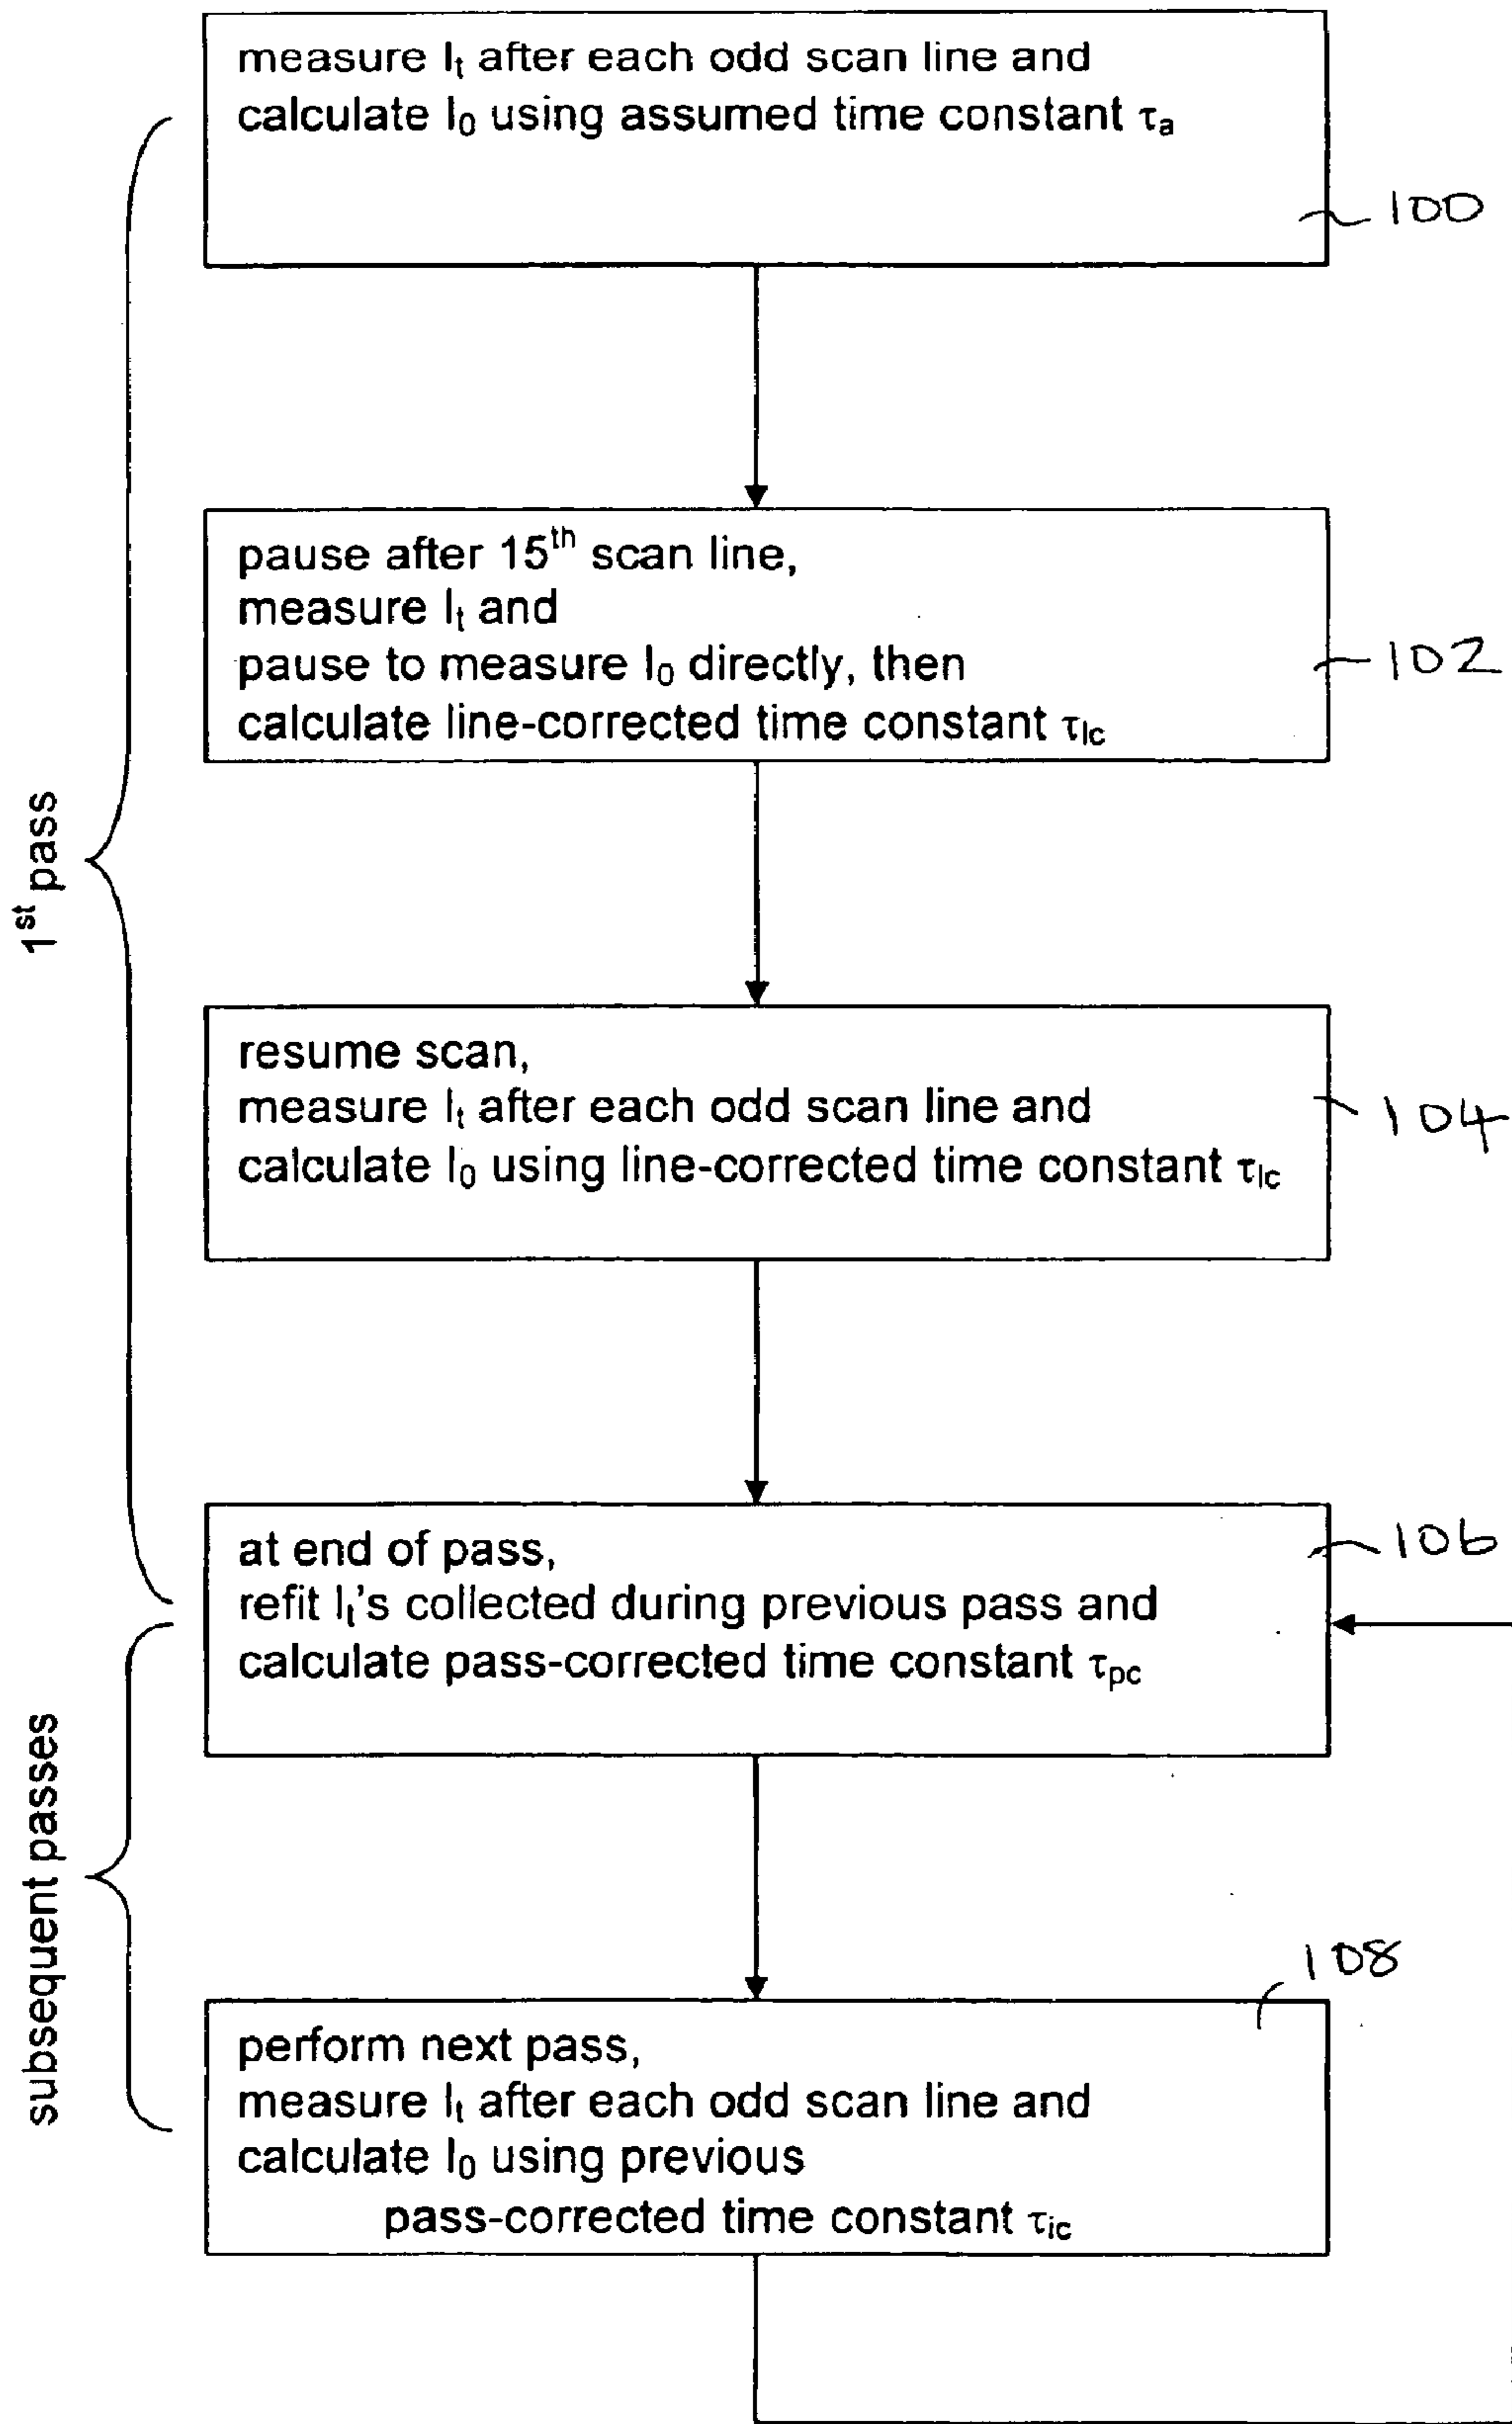 measure It after each odd scan line and
calculate I0 using assumed time constant τa
100
pause after 15th scan line,
measure It and
pause to measure I0 directly, then
calculate line-corrected time constant τlc
102
1st pass
resume scan,
measure It after each odd scan line and
calculate I0 using line-corrected time constant τlc
104
at end of pass,
refit It's collected during previous pass and
calculate pass-corrected time constant τpc
106
subsequent passes
perform next pass,
measure It after each odd scan line and
calculate I0 using previous
pass-corrected time constant τic
108